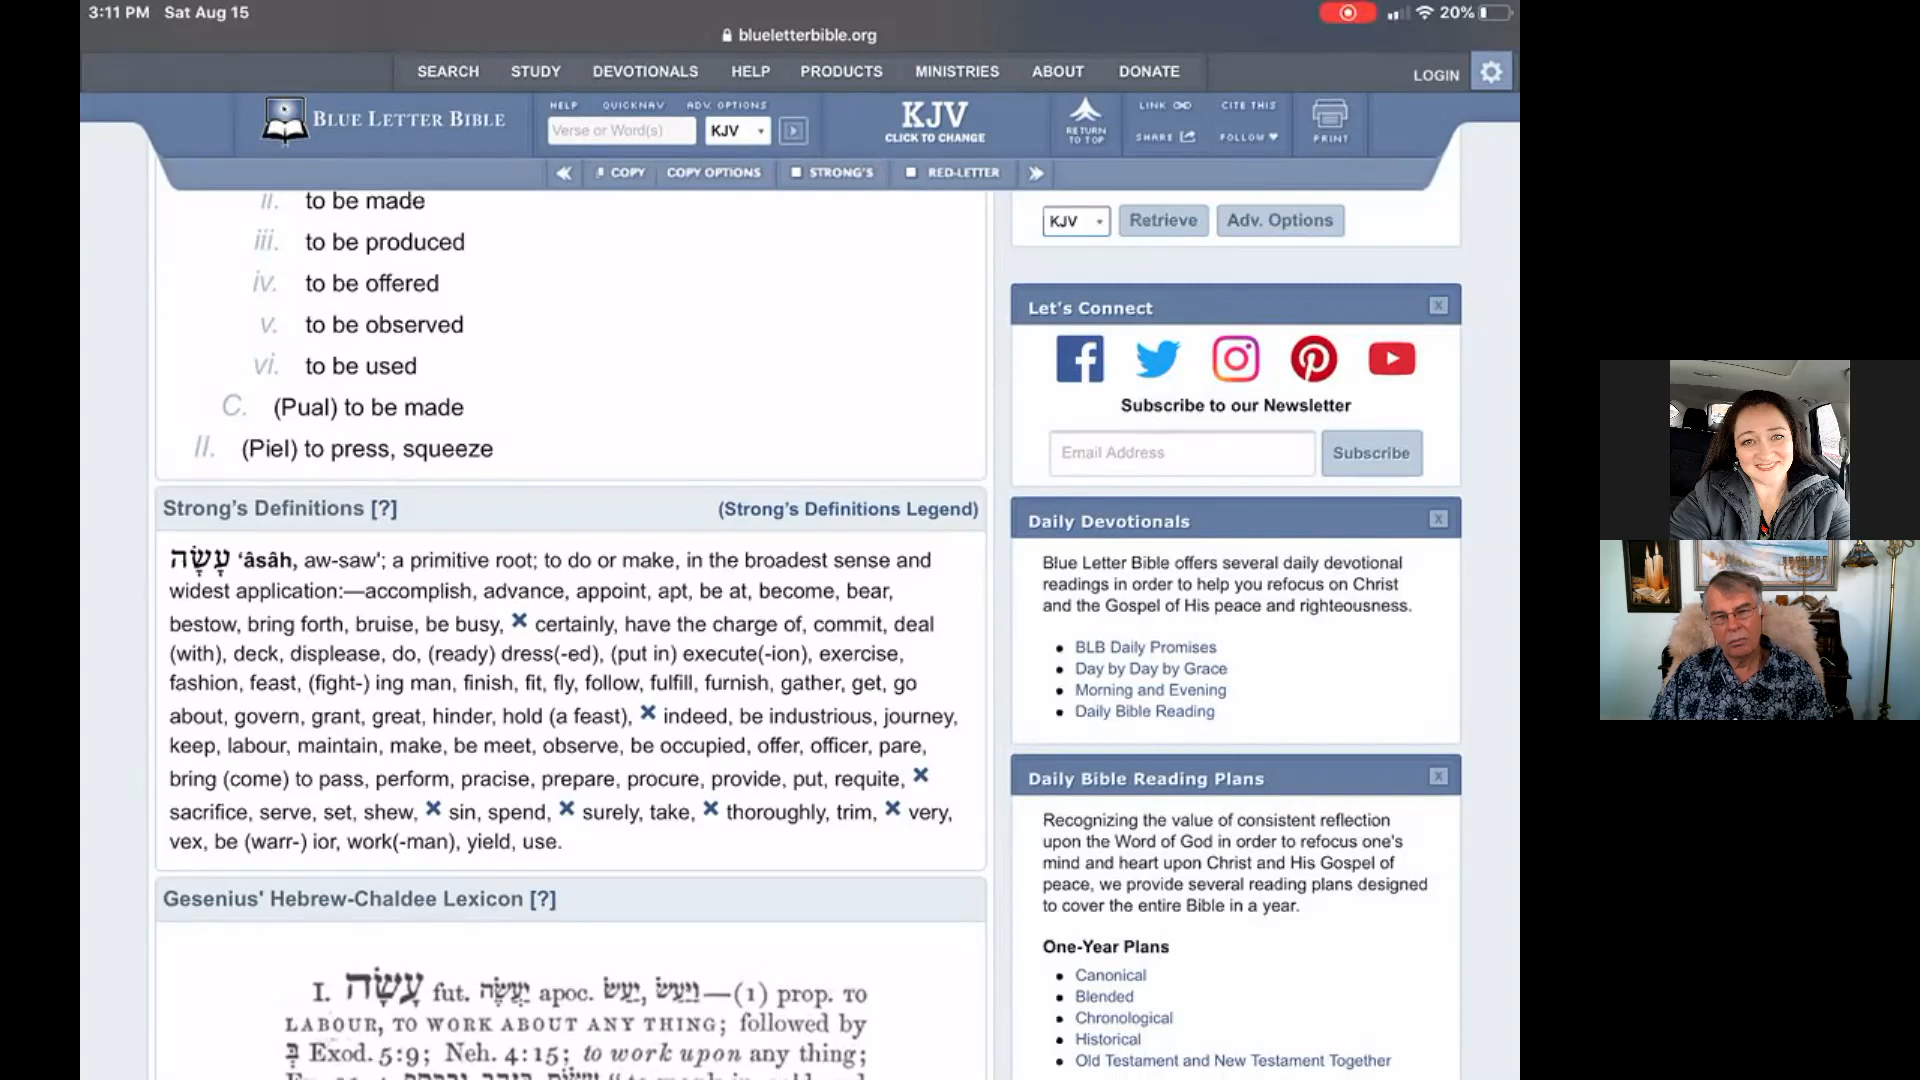 3:11 PM Sat Aug 15
20%
blueletterbible.org
SEARCH STUDY DEVOTIONALS HELP PRODUCTS MINISTRIES ABOUT DONATE
LOGIN
BLUE LETTER BIBLE
HELP QUICKNAV ADV. OPTIONS
Verse or Word(s)
KJV
KJV
CLICK TO CHANGE
RETURN
TO TOP
LINK
CITE THIS
SHARE
FOLLOW
PRINT
COPY COPY OPTIONS STRONG'S RED-LETTER
ii. to be made
iii. to be produced
iv. to be offered
v. to be observed
vi. to be used
C. (Pual) to be made
II. (Piel) to press, squeeze
Strong's Definitions [?] (Strong's Definitions Legend)
עָשָׂה ʻâsâh, aw-saw'; a primitive root; to do or make, in the broadest sense and
widest application:—accomplish, advance, appoint, apt, be at, become, bear,
bestow, bring forth, bruise, be busy, × certainly, have the charge of, commit, deal
(with), deck, displease, do, (ready) dress(-ed), (put in) execute(-ion), exercise,
fashion, feast, (fight-) ing man, finish, fit, fly, follow, fulfill, furnish, gather, get, go
about, govern, grant, great, hinder, hold (a feast), × indeed, be industrious, journey,
keep, labour, maintain, make, be meet, observe, be occupied, offer, officer, pare,
bring (come) to pass, perform, pracise, prepare, procure, provide, put, requite, ×
sacrifice, serve, set, shew, × sin, spend, × surely, take, × thoroughly, trim, × very,
vex, be (warr-) ior, work(-man), yield, use.
Gesenius' Hebrew-Chaldee Lexicon [?]
I. עָשָׂה fut. יַעֲשֶׂה apoc. יַעַשׂ, וַיַּעַשׂ—(1) prop. TO
LABOUR, TO WORK ABOUT ANY THING; followed by
בְּ Exod. 5:9; Neh. 4:15; to work upon any thing;
KJV
Retrieve
Adv. Options
Let's Connect
x
Subscribe to our Newsletter
Email Address
Subscribe
Daily Devotionals
x
Blue Letter Bible offers several daily devotional
readings in order to help you refocus on Christ
and the Gospel of His peace and righteousness.
• BLB Daily Promises
• Day by Day by Grace
• Morning and Evening
• Daily Bible Reading
Daily Bible Reading Plans
x
Recognizing the value of consistent reflection
upon the Word of God in order to refocus one's
mind and heart upon Christ and His Gospel of
peace, we provide several reading plans designed
to cover the entire Bible in a year.
One-Year Plans
• Canonical
• Blended
• Chronological
• Historical
• Old Testament and New Testament Together